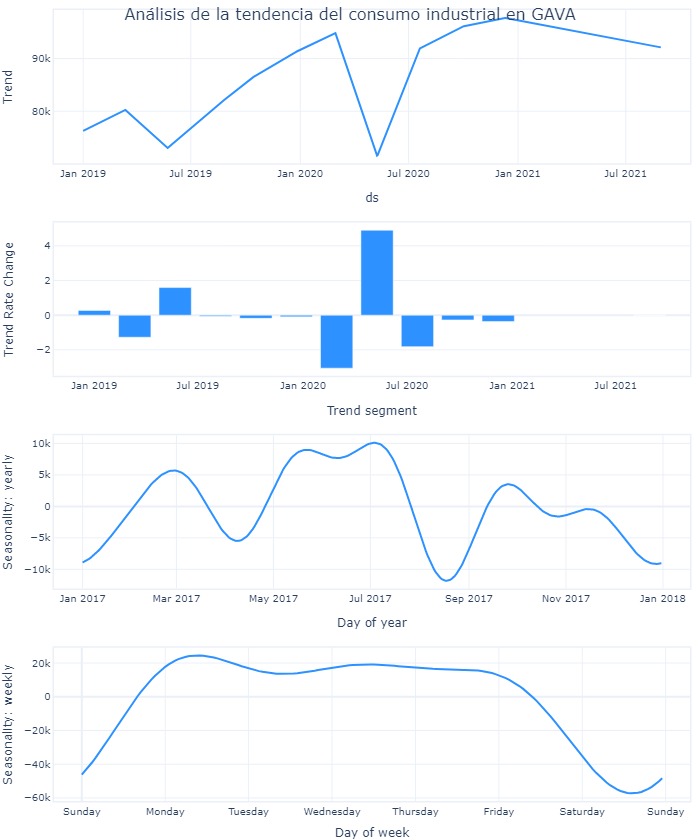 Análisis de la tendencia del consumo industrial en GAVA
Trend
90k
80k
Jan 2019 Jul 2019 Jan 2020 Jul 2020 Jan 2021 Jul 2021
ds
Trend Rate Change
4
2
0
−2
Jan 2019 Jul 2019 Jan 2020 Jul 2020 Jan 2021 Jul 2021
Trend segment
Seasonality: yearly
10k
5k
0
−5k
−10k
Jan 2017 Mar 2017 May 2017 Jul 2017 Sep 2017 Nov 2017 Jan 2018
Day of year
Seasonality: weekly
20k
0
−20k
−40k
−60k
Sunday Monday Tuesday Wednesday Thursday Friday Saturday Sunday
Day of week